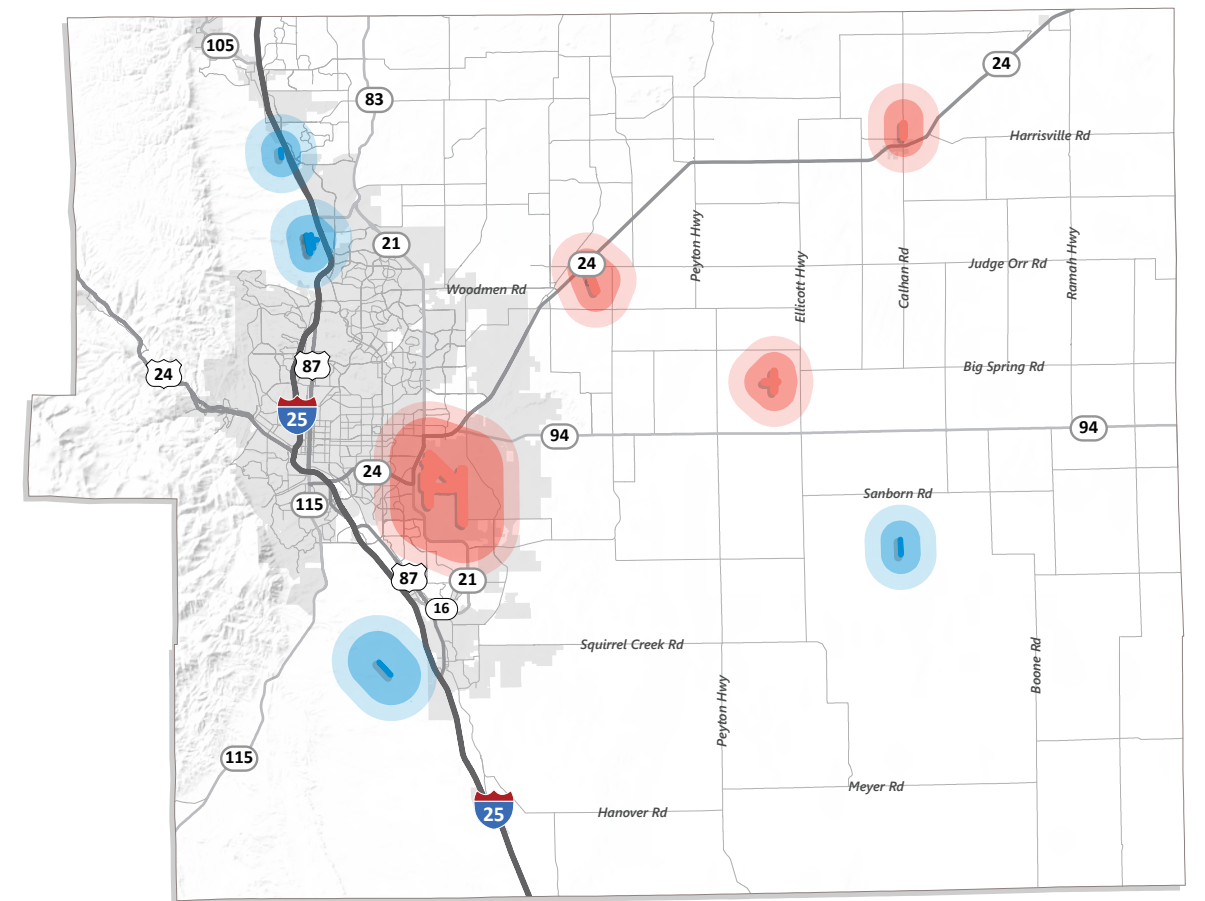 105
24
83
Harrisville Rd
21
Peyton Hwy
24
Woodmen Rd
Ellicott Hwy
Calhan Rd
Judge Orr Rd
Ramah Hwy
24
87
Big Spring Rd
25
94
94
24
115
Sanborn Rd
87
21
16
Squirrel Creek Rd
Boone Rd
Peyton Hwy
115
Meyer Rd
25
Hanover Rd